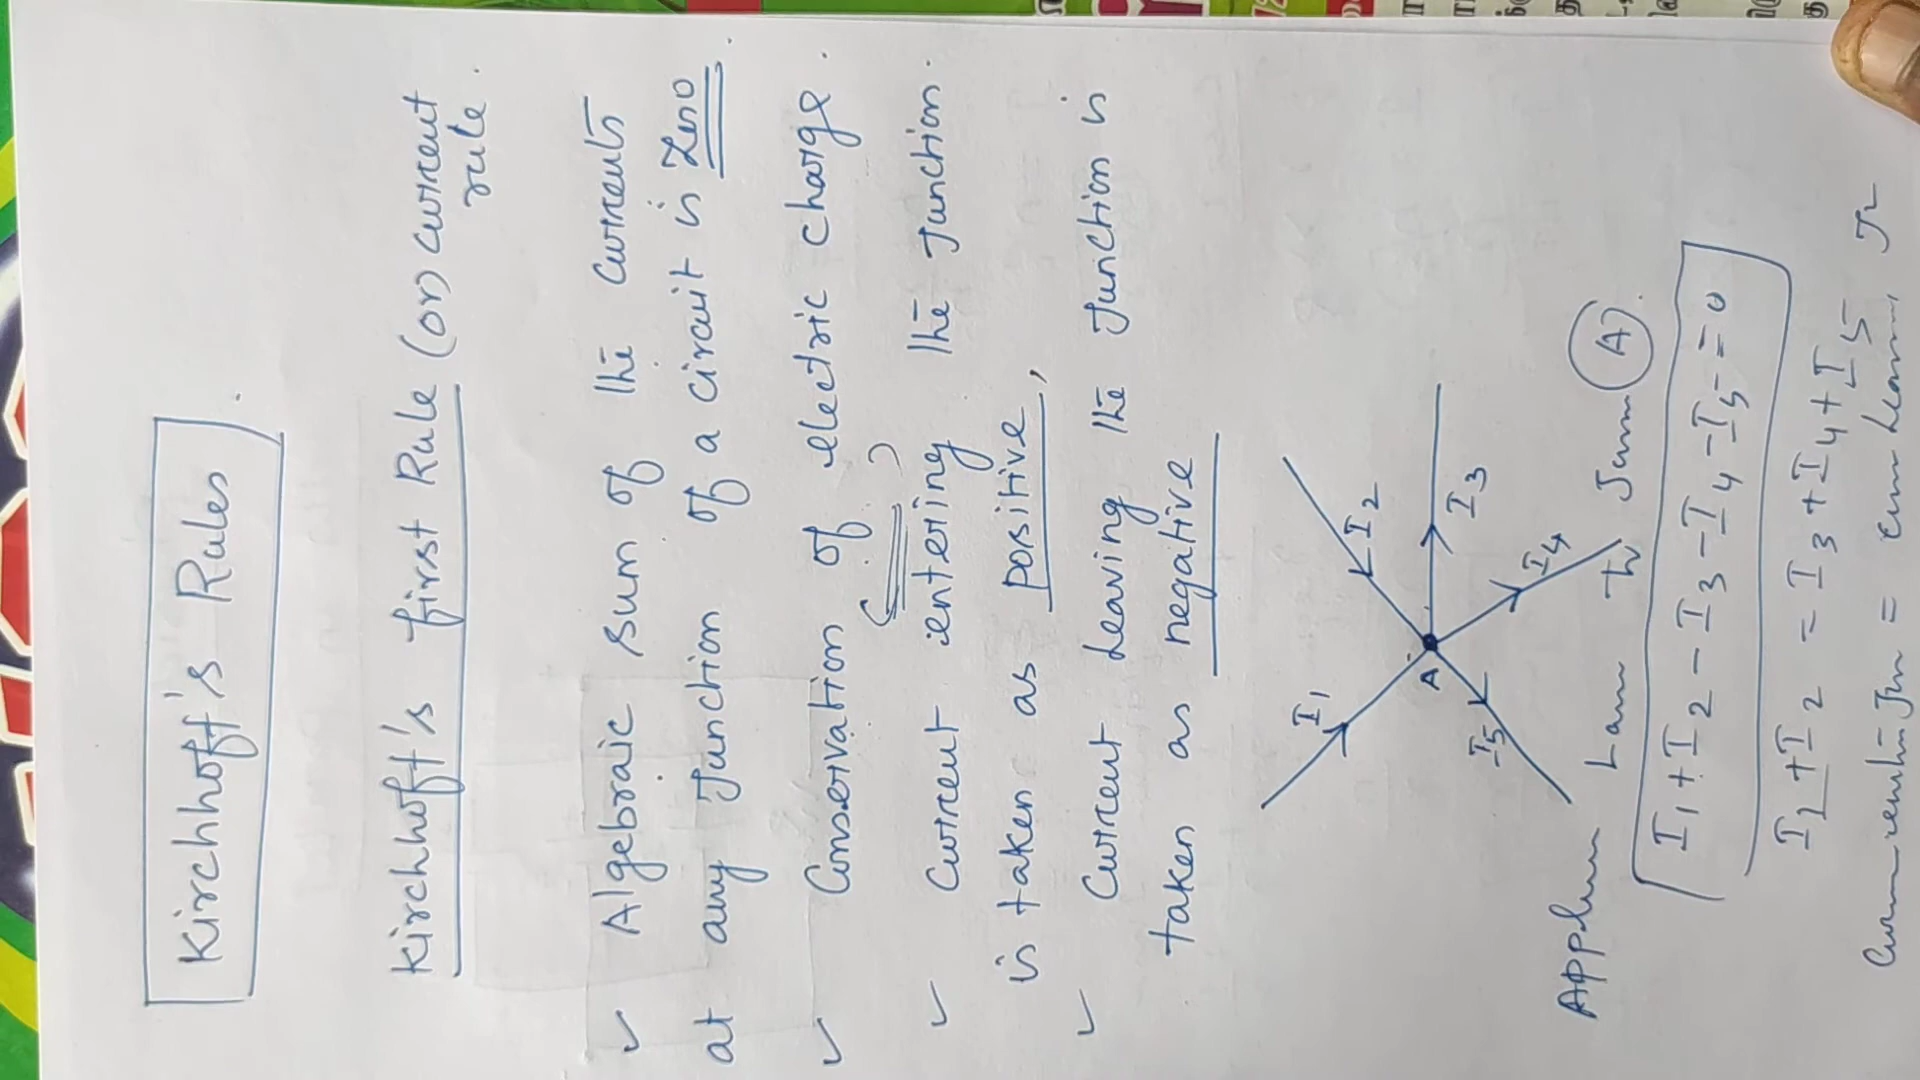 Kirchhoff's Rules.
Kirchhoff's first Rule (or) current
rule.
Algebraic sum of the currents
at any Junction of a circuit is Zero.
Conservation of electric charge.
Current entering the Junction.
is taken as positive,
Current Leaving the Junction is
taken as negative
I1
I2
I3
A
I4
I5
Law to (A).
I1 + I2 - I3 - I4 - I5 = 0
I1 + I2 = I3 + I4 + I5
=